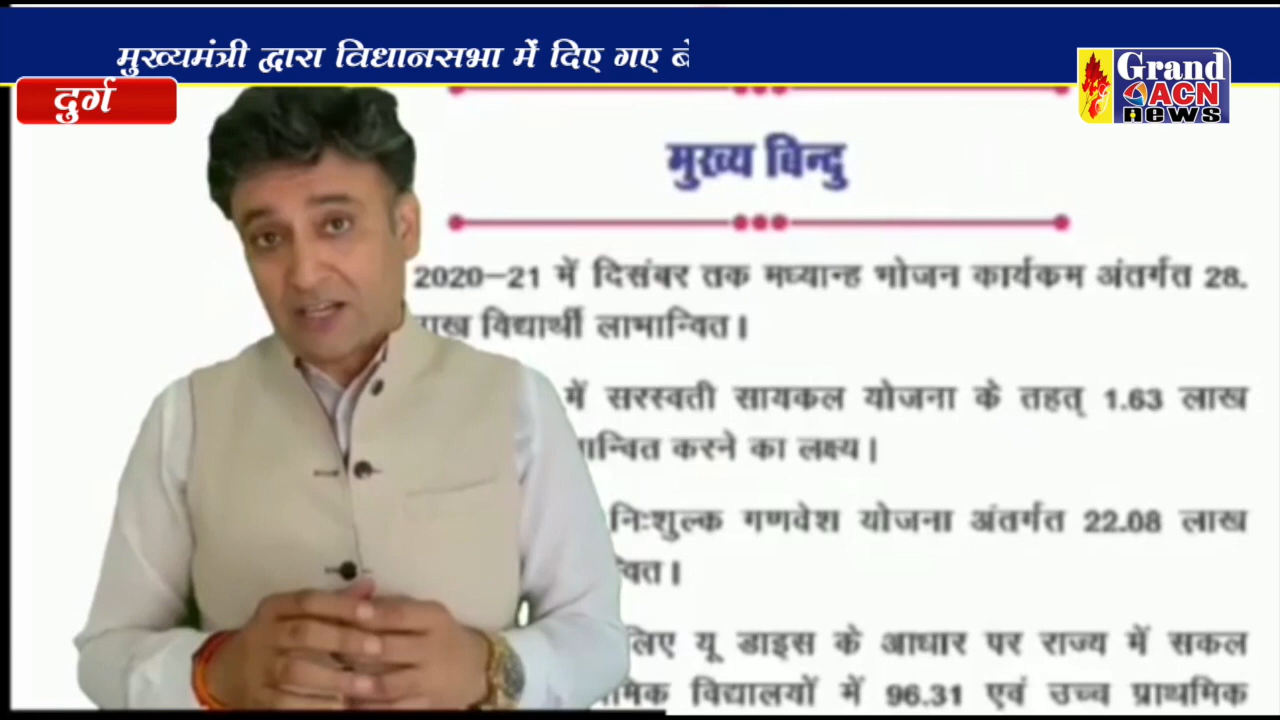 मुख्यमंत्री द्वारा विधानसभा में दिए गए
दुर्ग
Grand
ACN
news
मुख्य बिन्दु
2020–21 में दिसंबर तक मध्यान्ह भोजन कार्यकम अंतर्गत 28.
विद्यार्थी लाभान्वित।
में सरस्वती सायकल योजना के तहत् 1.63 लाख
करने का लक्ष्य।
निःशुल्क गणवेश योजना अंतर्गत 22.08 लाख
यू डाइस के आधार पर राज्य में सकल
विद्यालयों में 96.31 एवं उच्च प्राथमिक